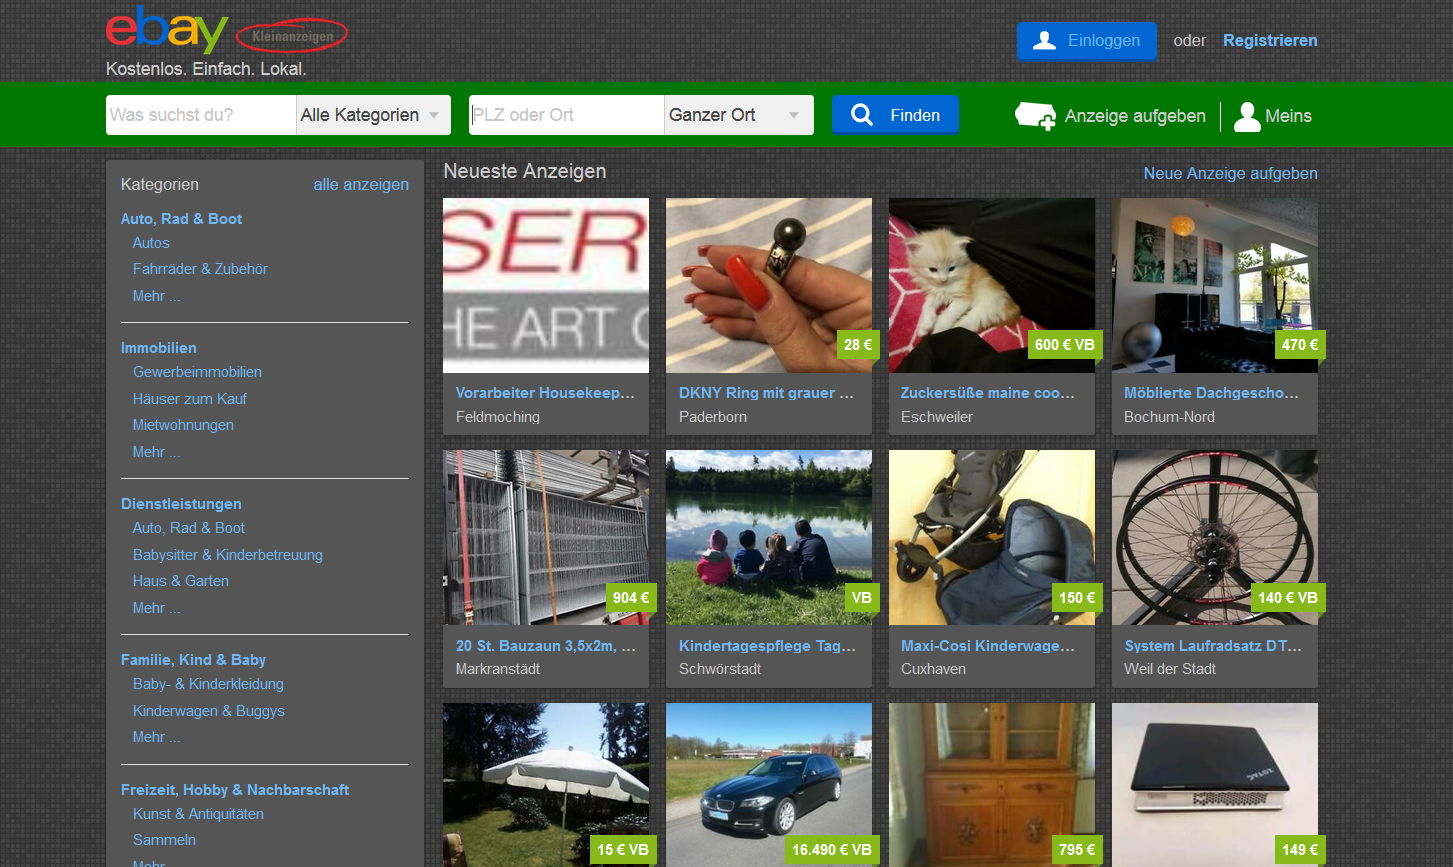 ebay Kleinanzeigen
Kostenlos. Einfach. Lokal.
Einloggen oder Registrieren
Was suchst du? Alle Kategorien PLZ oder Ort Ganzer Ort Finden Anzeige aufgeben Meins
Kategorien alle anzeigen
Auto, Rad & Boot
Autos
Fahrräder & Zubehör
Mehr ...
Immobilien
Gewerbeimmobilien
Häuser zum Kauf
Mietwohnungen
Mehr ...
Dienstleistungen
Auto, Rad & Boot
Babysitter & Kinderbetreuung
Haus & Garten
Mehr ...
Familie, Kind & Baby
Baby- & Kinderkleidung
Kinderwagen & Buggys
Mehr ...
Freizeit, Hobby & Nachbarschaft
Kunst & Antiquitäten
Sammeln
Mehr
Neueste Anzeigen Neue Anzeige aufgeben
SER
HE ART
Vorarbeiter Housekeep...
Feldmoching
28 €
DKNY Ring mit grauer ...
Paderborn
600 € VB
Zuckersüße maine coo...
Eschweiler
470 €
Möblierte Dachgescho...
Bochum-Nord
904 €
20 St. Bauzaun 3,5x2m, ...
Markranstädt
VB
Kindertagespflege Tag...
Schwörstadt
150 €
Maxi-Cosi Kinderwage...
Cuxhaven
140 € VB
System Laufradsatz DT...
Weil der Stadt
15 € VB
16.490 € VB
795 €
ZOTAC
149 €